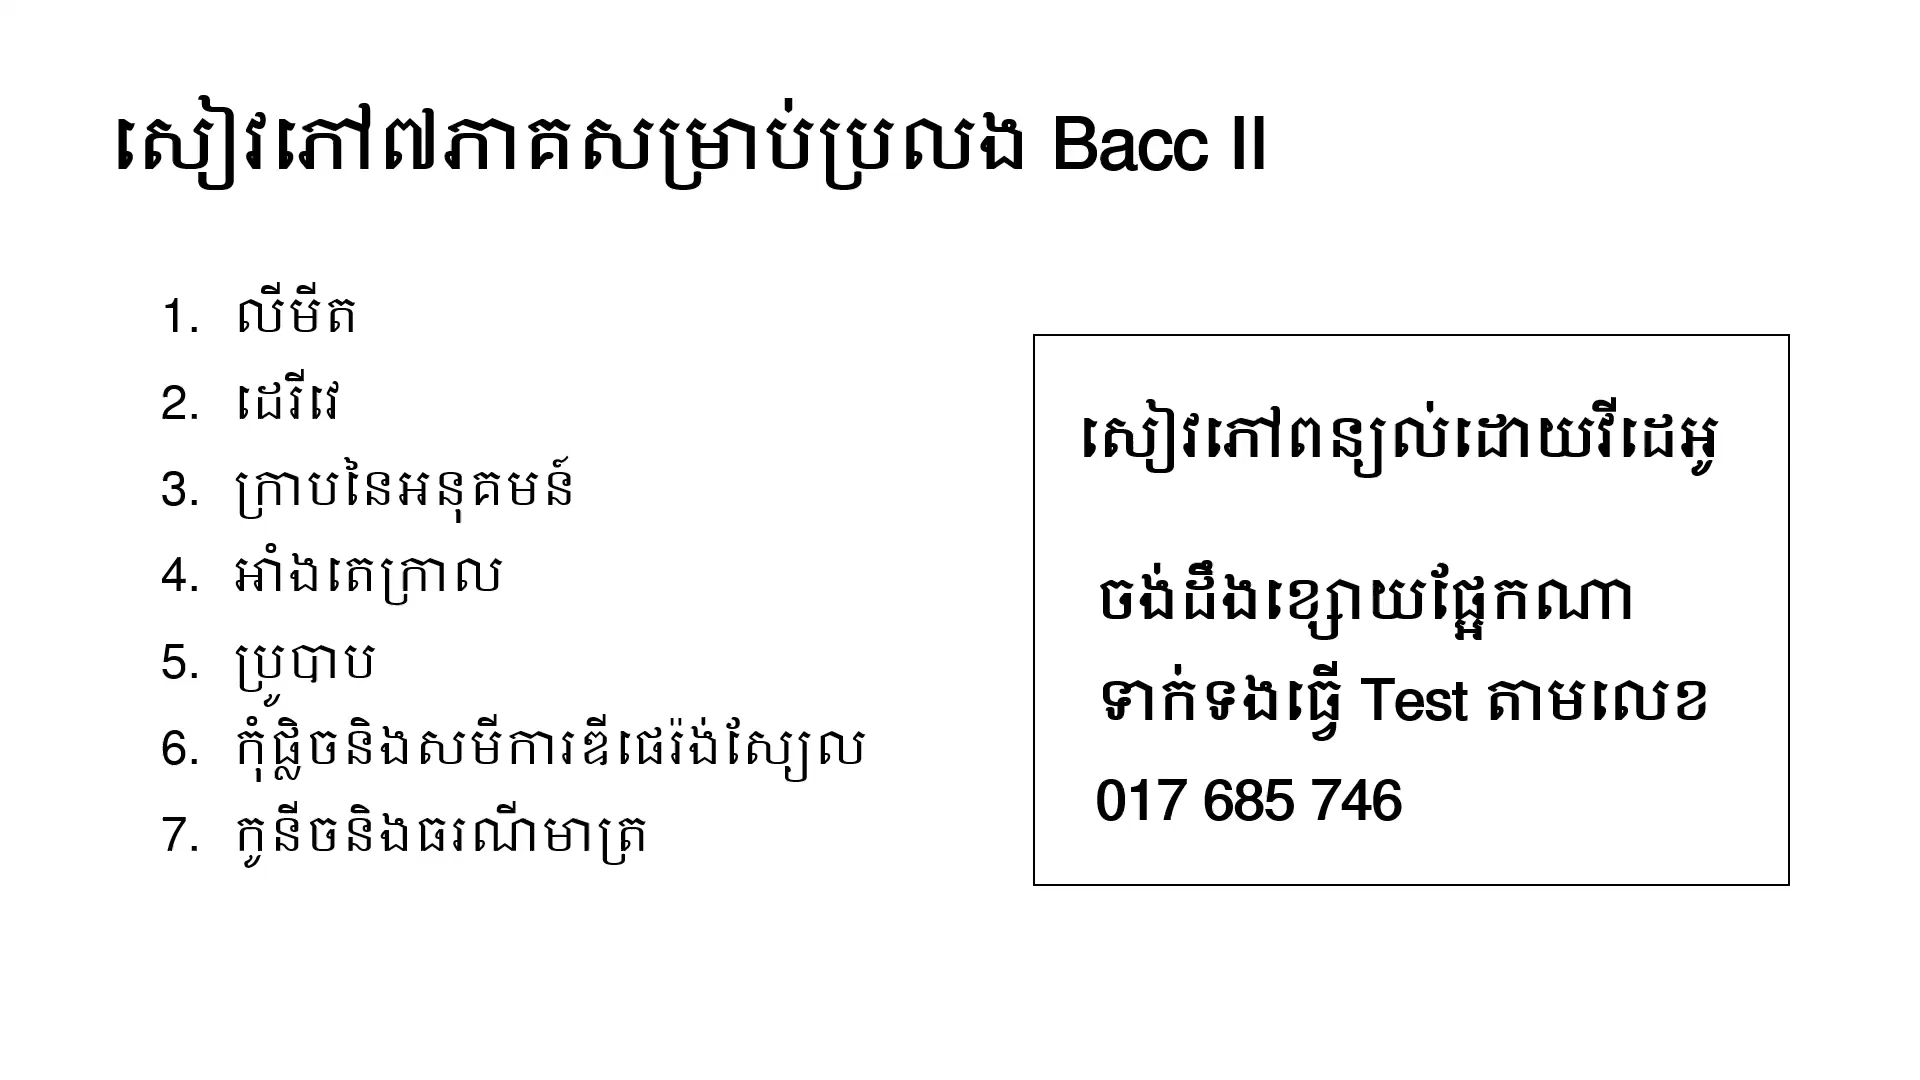 សៀវភៅ៧ភាគសម្រាប់ប្រលង Bacc II
1. លីមីត
2. ដេរីវេ
3. ក្រាបនៃអនុគមន៍
4. អាំងតេក្រាល
5. ប្រូបាប
6. កុំផ្លិចនិងសមីការឌីផេរ៉ង់ស្យែល
7. កូនីចនិងធរណីមាត្រ
សៀវភៅពន្យល់ដោយវីដេអូ
ចង់ដឹងខ្សោយផ្អែកណា
ទាក់ទងធ្វើ Test តាមលេខ
017 685 746